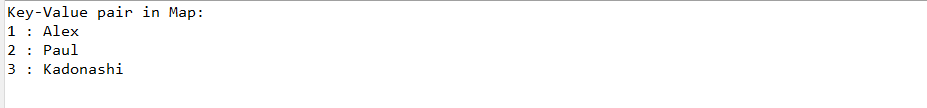 Key-Value pair in Map:
1 : Alex
2 : Paul
3 : Kadonashi